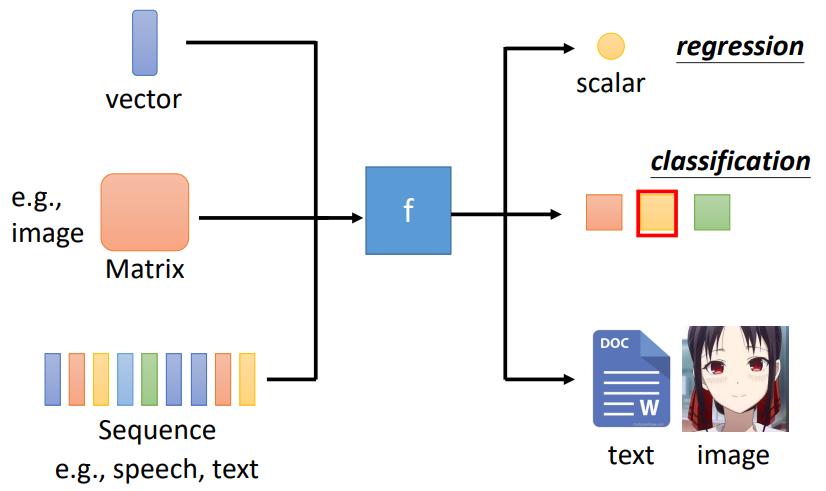 vector
e.g.,
image
Matrix
Sequence
e.g., speech, text
f
scalar
regression
classification
DOC
W
text
image